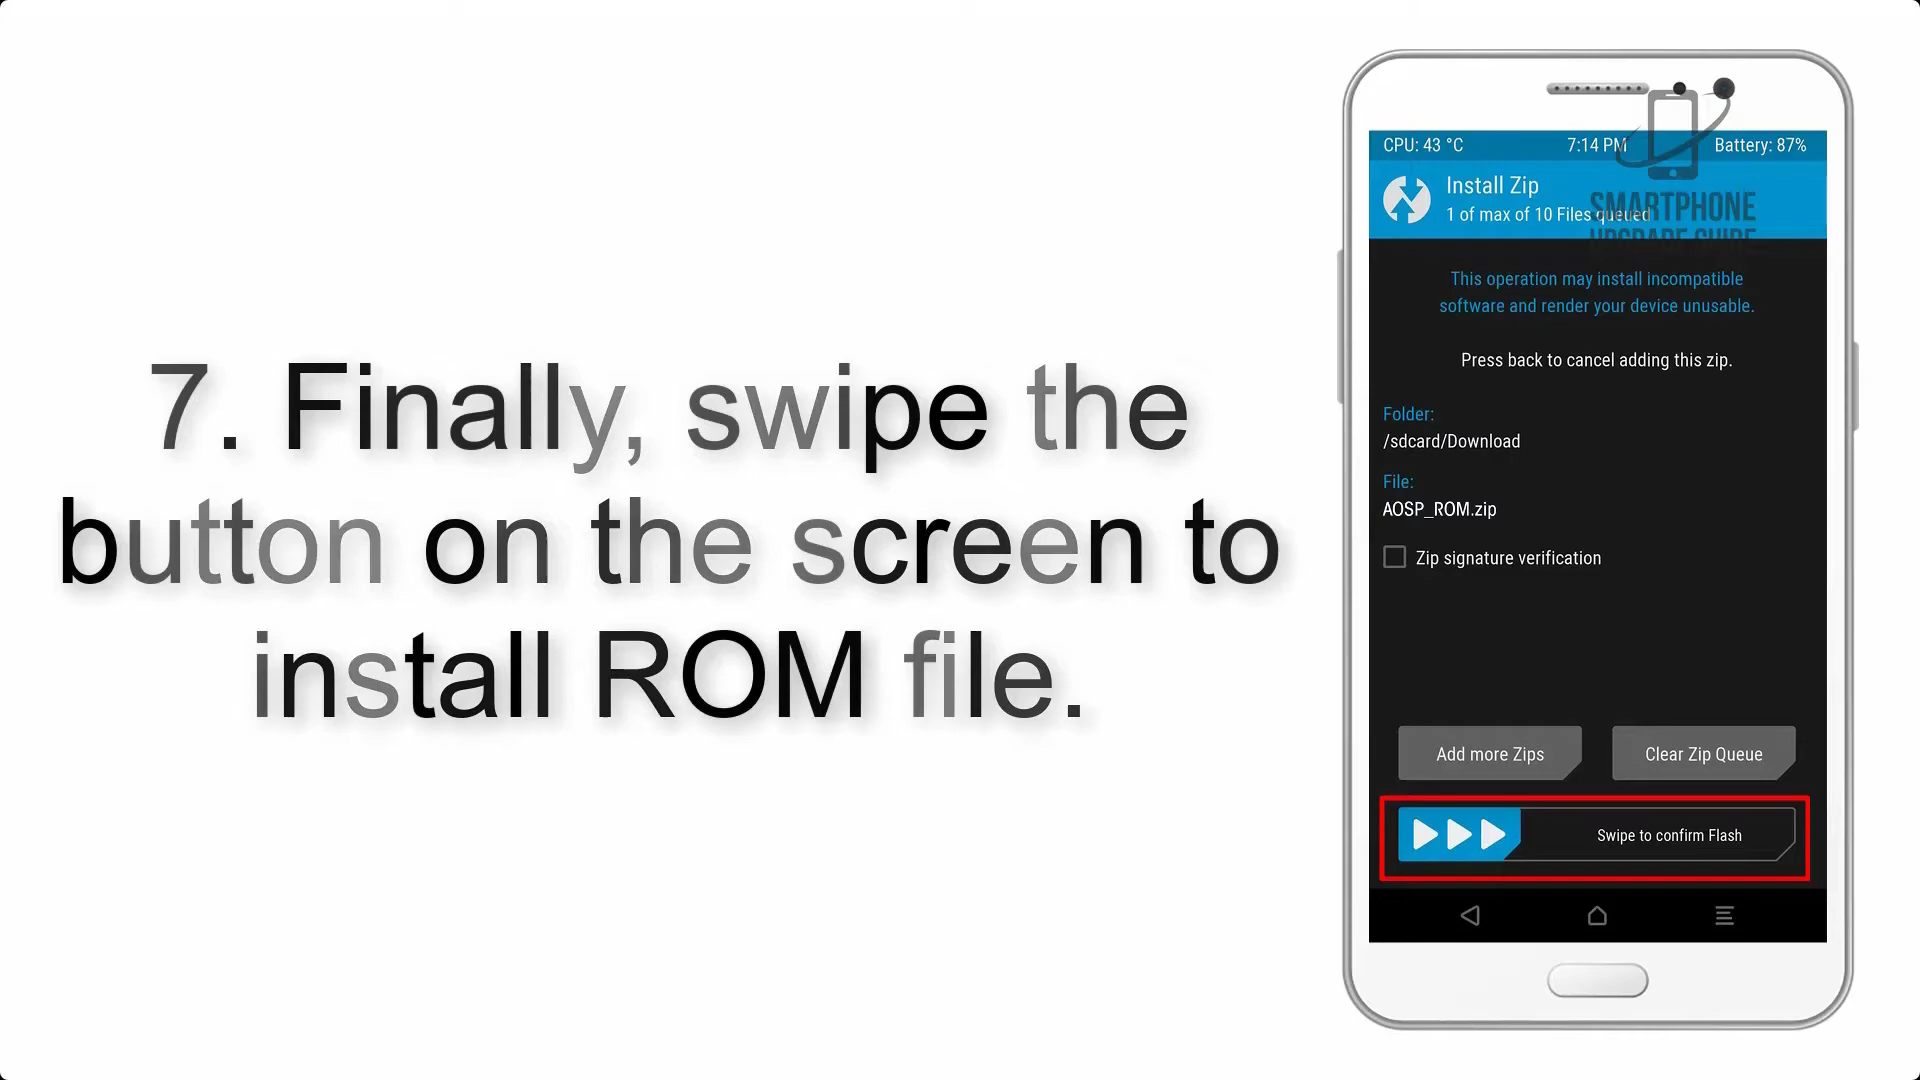 7. Finally, swipe the
button on the screen to
install ROM file.
CPU: 43 °C 7:14 PM Battery: 87%
Install Zip
1 of max of 10 Files queued
SMARTPHONE
UPGRADE GUIDE
This operation may install incompatible
software and render your device unusable.
Press back to cancel adding this zip.
Folder:
/sdcard/Download
File:
AOSP_ROM.zip
Zip signature verification
Add more Zips Clear Zip Queue
Swipe to confirm Flash